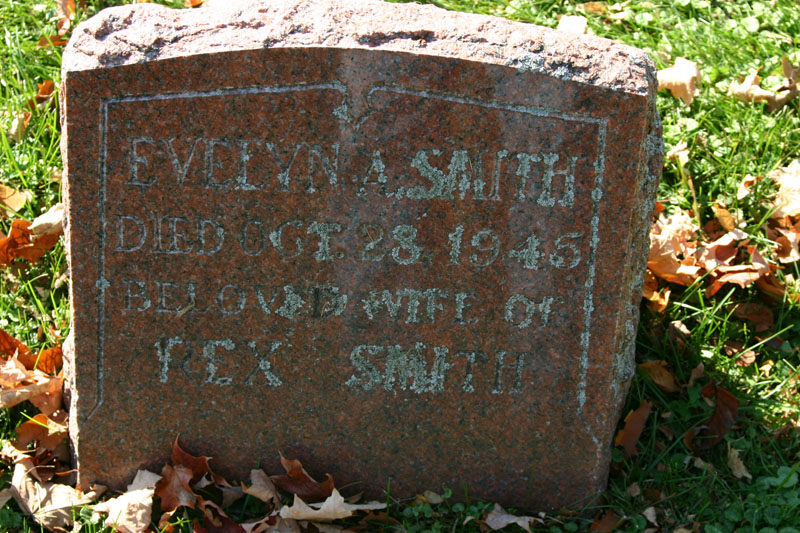 EVELYN A. SMITH
DIED OCT. 28, 1945
BELOVED WIFE OF
REX SMITH